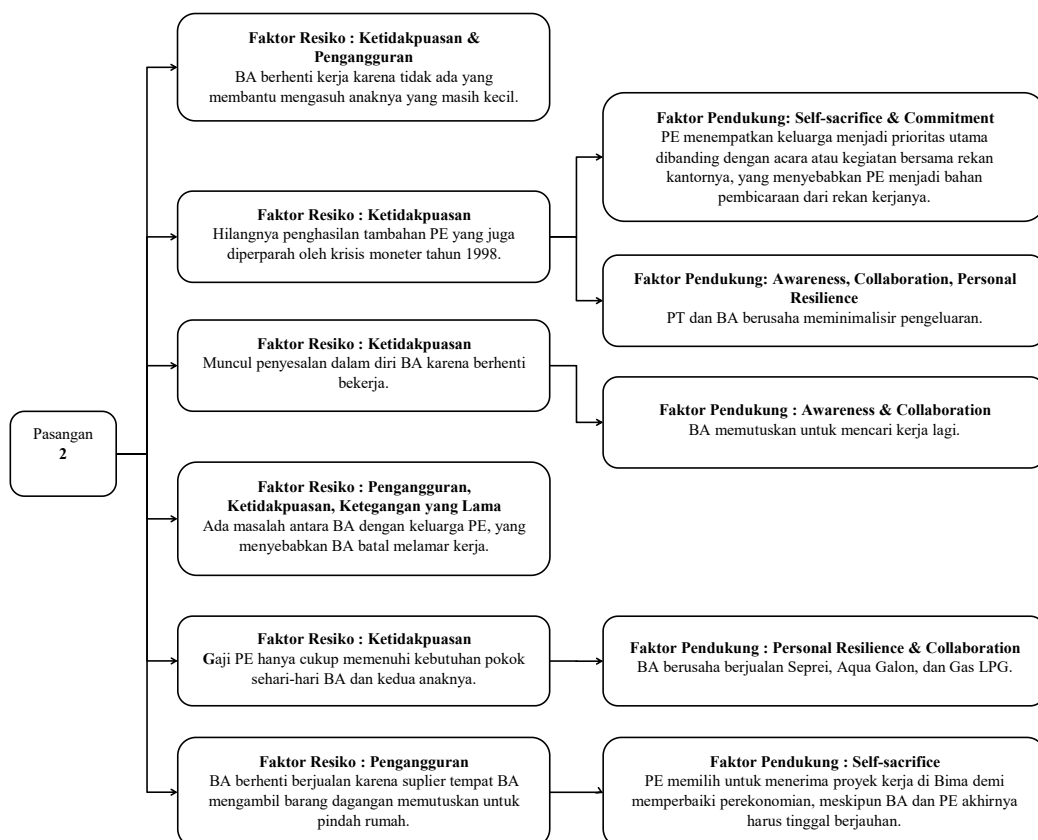 Faktor Resiko : Ketidakpuasan &
Pengangguran
BA berhenti kerja karena tidak ada yang
membantu mengasuh anaknya yang masih kecil.
Faktor Pendukung: Self-sacrifice & Commitment
PE menempatkan keluarga menjadi prioritas utama
dibanding dengan acara atau kegiatan bersama rekan
kantornya, yang menyebabkan PE menjadi bahan
pembicaraan dari rekan kerjanya.
Faktor Resiko : Ketidakpuasan
Hilangnya penghasilan tambahan PE yang juga
diperparah oleh krisis moneter tahun 1998.
Faktor Pendukung: Awareness, Collaboration, Personal
Resilience
PT dan BA berusaha meminimalisir pengeluaran.
Faktor Resiko : Ketidakpuasan
Muncul penyesalan dalam diri BA karena berhenti
bekerja.
Faktor Pendukung : Awareness & Collaboration
BA memutuskan untuk mencari kerja lagi.
Pasangan
2
Faktor Resiko : Pengangguran,
Ketidakpuasan, Ketegangan yang Lama
Ada masalah antara BA dengan keluarga PE, yang
menyebabkan BA batal melamar kerja.
Faktor Resiko : Ketidakpuasan
Gaji PE hanya cukup memenuhi kebutuhan pokok
sehari-hari BA dan kedua anaknya.
Faktor Pendukung : Personal Resilience & Collaboration
BA berusaha berjualan Seprei, Aqua Galon, dan Gas LPG.
Faktor Resiko : Pengangguran
BA berhenti berjualan karena suplier tempat BA
mengambil barang dagangan memutuskan untuk
pindah rumah.
Faktor Pendukung : Self-sacrifice
PE memilih untuk menerima proyek kerja di Bima demi
memperbaiki perekonomian, meskipun BA dan PE akhirnya
harus tinggal berjauhan.